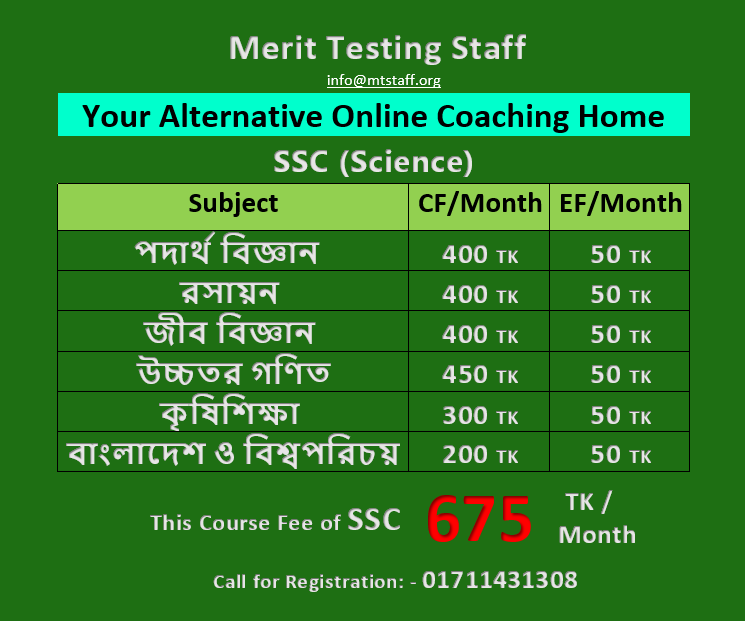 Merit Testing Staff
info@mtstaff.org
Your Alternative Online Coaching Home
SSC (Science)
Subject CF/Month EF/Month
পদার্থ বিজ্ঞান 400 TK 50 TK
রসায়ন 400 TK 50 TK
জীব বিজ্ঞান 400 TK 50 TK
উচ্চতর গণিত 450 TK 50 TK
কৃষিশিক্ষা 300 TK 50 TK
বাংলাদেশ ও বিশ্বপরিচয় 200 TK 50 TK
This Course Fee of SSC 675 TK /
Month
Call for Registration: - 01711431308